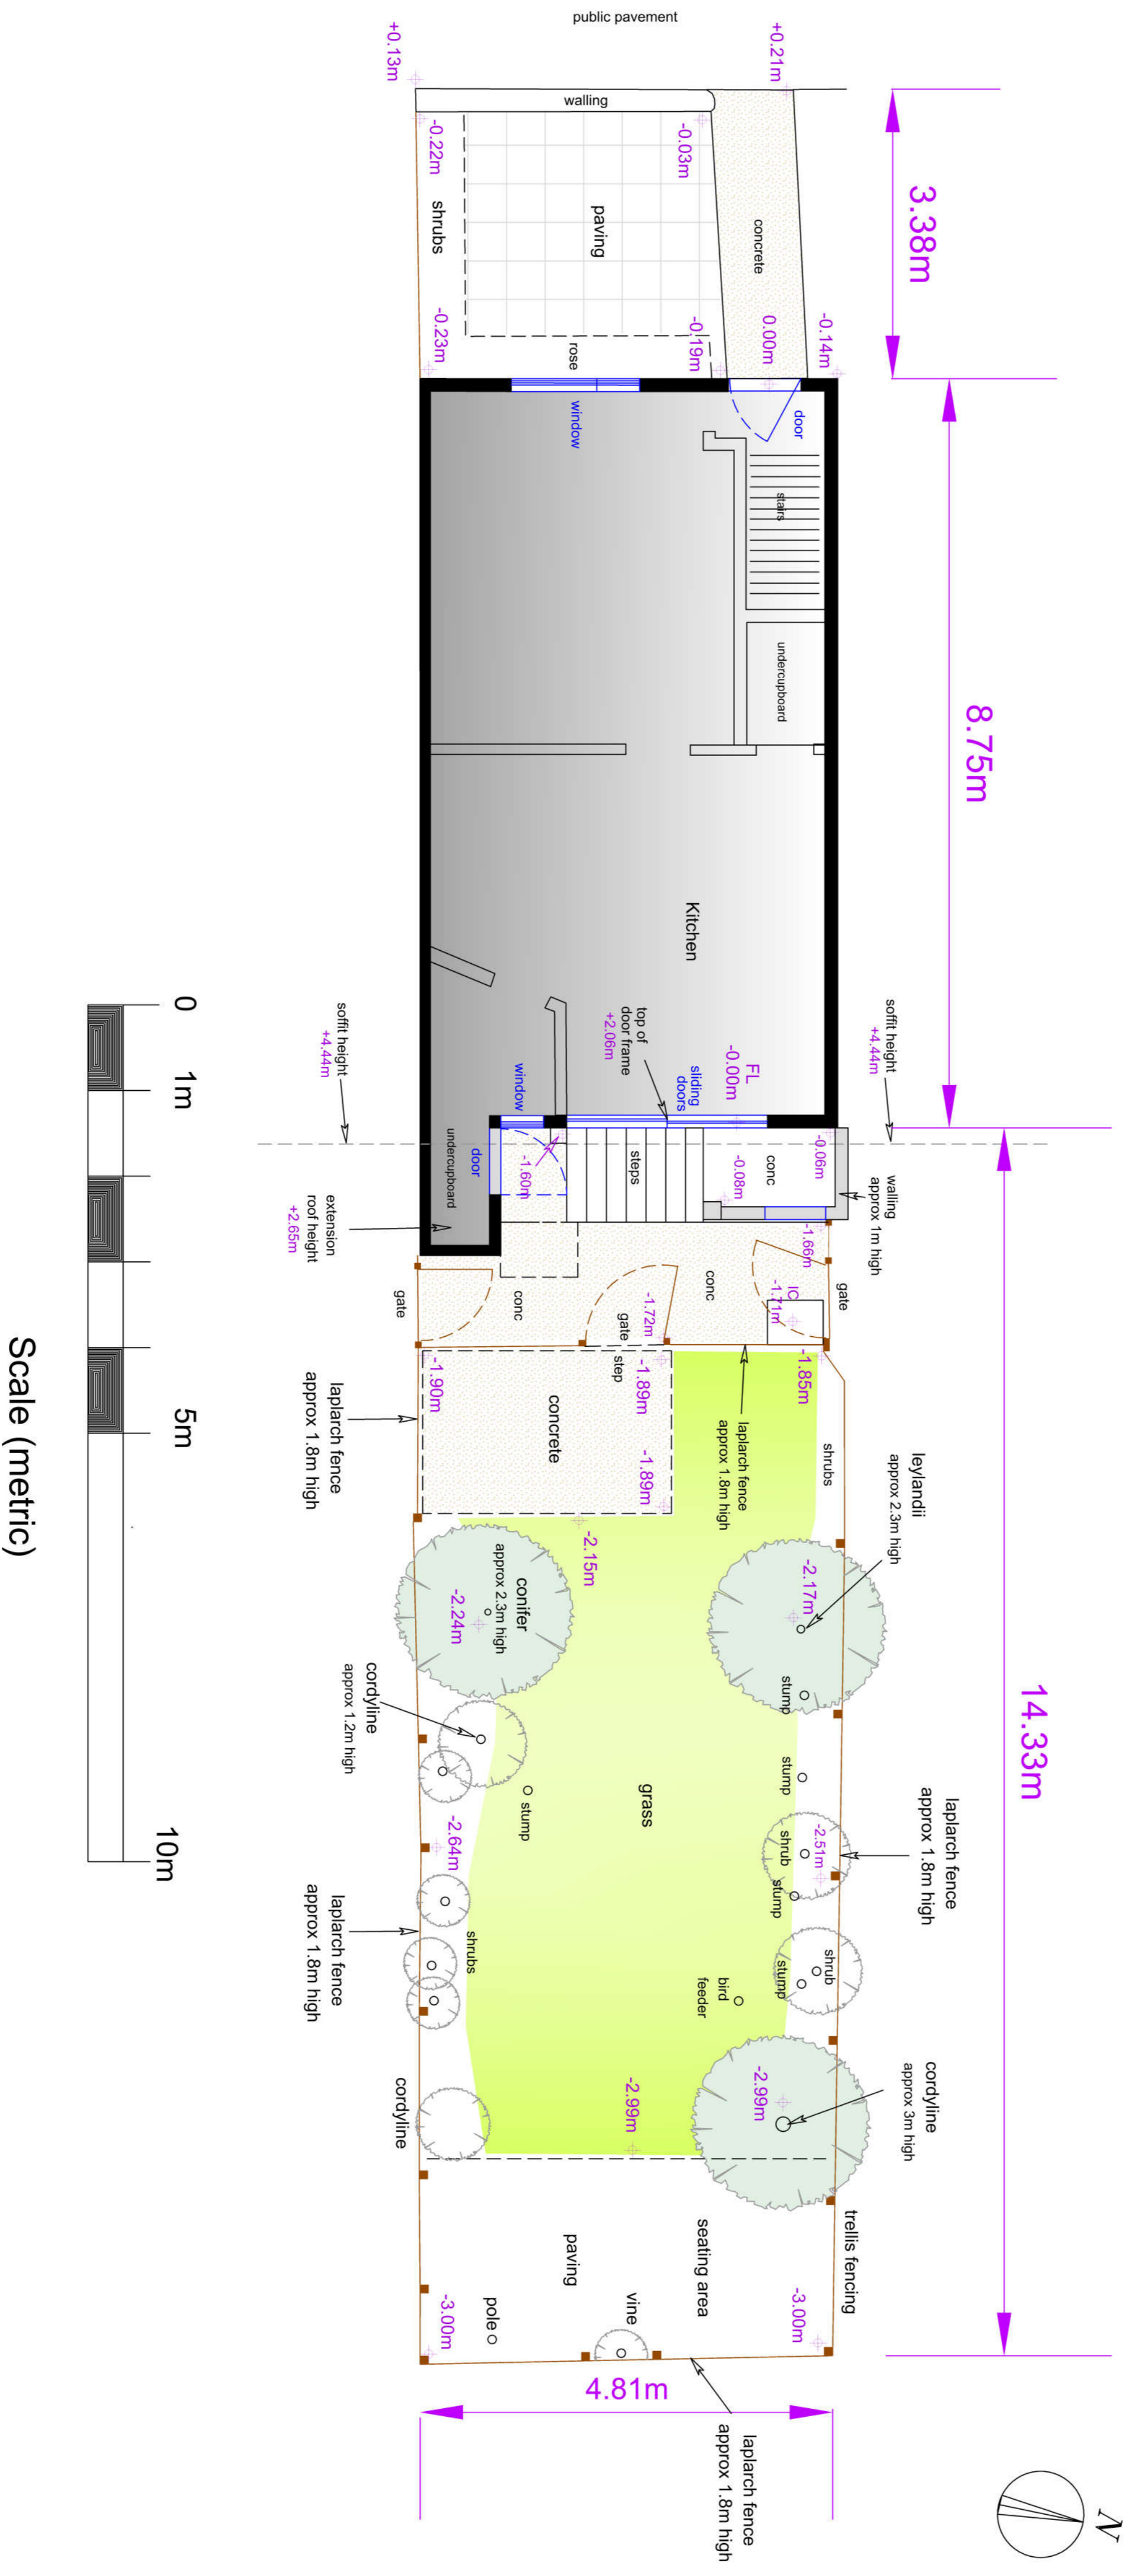 public pavement
+0.13m
+0.21m
walling
-0.22m
-0.03m
shrubs
paving
concrete
3.38m
-0.23m
rose
-0.19m
0.00m
-0.14m
window
door
stairs
undercupboard
8.75m
Kitchen
top of
door frame
+2.06m
FL
-0.00m
sliding
doors
soffit height
+4.44m
soffit height
+4.44m
window
door
undercupboard
-1.60m
steps
-0.08m
conc
-0.06m
walling
approx 1m high
extension
roof height
+2.65m
gate
conc
gate
-1.72m
conc
IC
-1.71m
-1.66m
gate
step
-1.90m
-1.89m
-1.85m
concrete
-1.89m
laplarch fence
approx 1.8m high
laplarch fence
approx 1.8m high
shrubs
leylandii
approx 2.3m high
-2.15m
conifer
approx 2.3m high
-2.24m
-2.17m
stump
cordyline
approx 1.2m high
stump
stump
grass
14.33m
-2.64m
shrub
-2.51m
stump
laplarch fence
approx 1.8m high
laplarch fence
approx 1.8m high
shrubs
bird
feeder
stump
shrub
cordyline
approx 3m high
cordyline
-2.99m
-2.99m
trellis fencing
seating area
paving
vine
pole
-3.00m
-3.00m
4.81m
laplarch fence
approx 1.8m high
N
0
1m
5m
10m
Scale (metric)